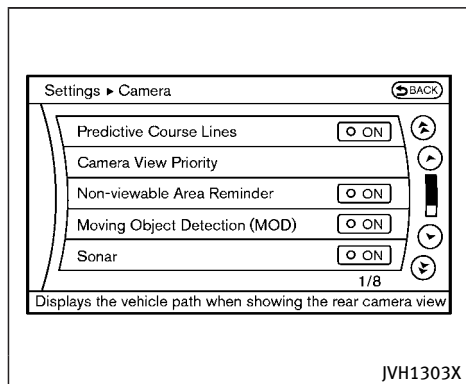 Settings ▸ Camera
BACK
Predictive Course Lines
ON
Camera View Priority
Non-viewable Area Reminder
ON
Moving Object Detection (MOD)
ON
Sonar
ON
1/8
Displays the vehicle path when showing the rear camera view
JVH1303X